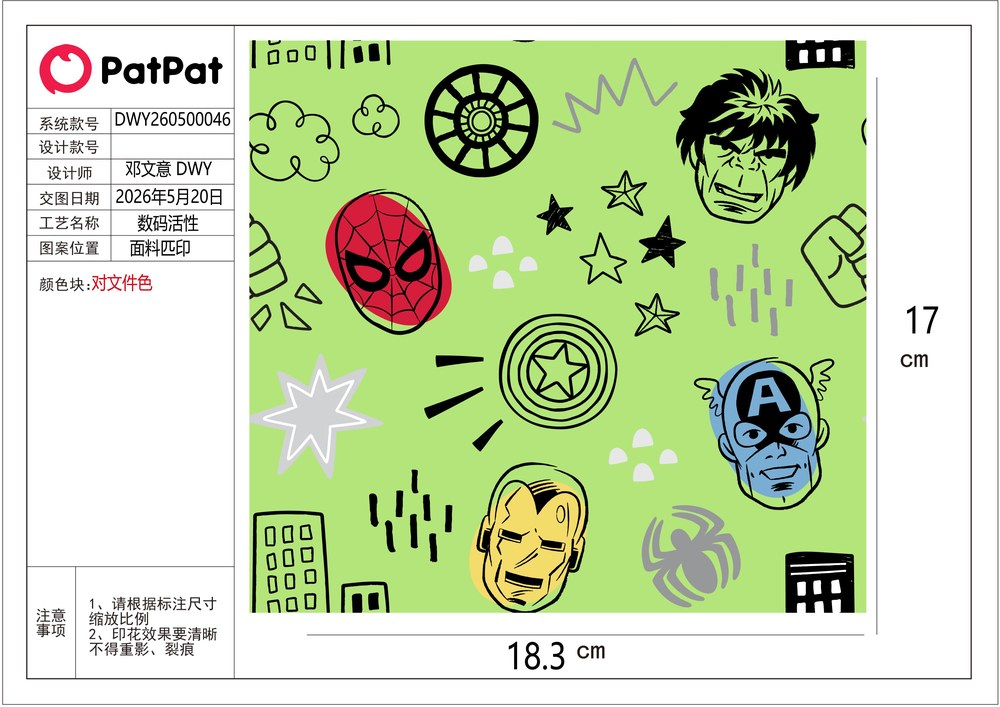 PatPat
系统款号 DWY260500046
设计款号
设计师 邓文意 DWY
交图日期 2026年5月20日
工艺名称 数码活性
图案位置 面料匹印
颜色块:对文件色
注意
事项
1、请根据标注尺寸
缩放比例
2、印花效果要清晰
不得重影、裂痕
A
17
cm
18.3 cm